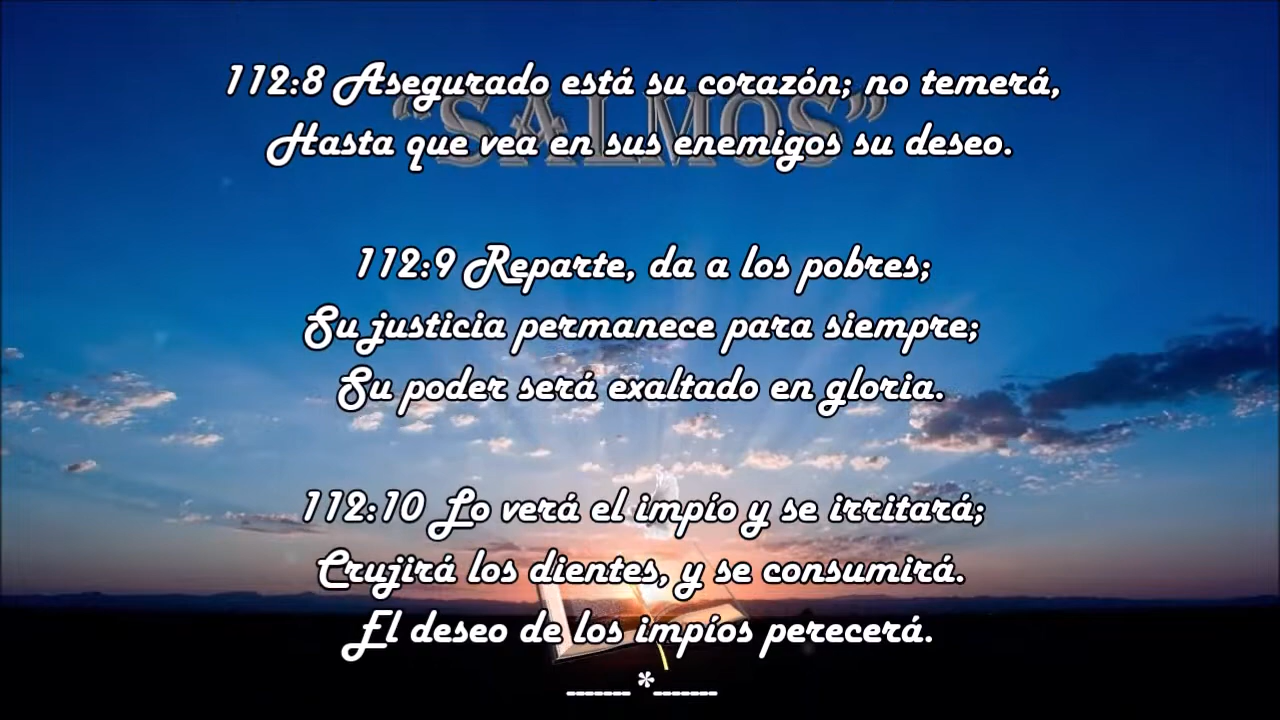 “SALMOS”
112:8 Asegurado está su corazón; no temerá,
Hasta que vea en sus enemigos su deseo.
112:9 Reparte, da a los pobres;
Su justicia permanece para siempre;
Su poder será exaltado en gloria.
112:10 Lo verá el impío y se irritará;
Crujirá los dientes, y se consumirá.
El deseo de los impíos perecerá.
-------*-------